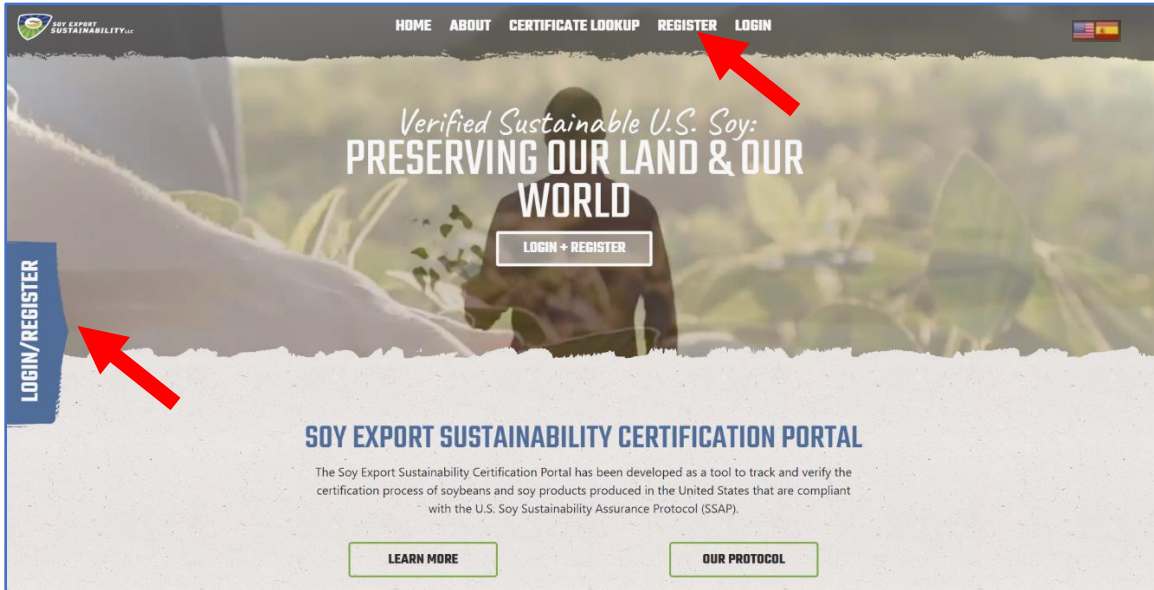 SOY EXPORT
SUSTAINABILITY LLC
HOME ABOUT CERTIFICATE LOOKUP REGISTER LOGIN
Verified Sustainable U.S. Soy:
PRESERVING OUR LAND & OUR
WORLD
LOGIN + REGISTER
LOGIN/REGISTER
SOY EXPORT SUSTAINABILITY CERTIFICATION PORTAL
The Soy Export Sustainability Certification Portal has been developed as a tool to track and verify the
certification process of soybeans and soy products produced in the United States that are compliant
with the U.S. Soy Sustainability Assurance Protocol (SSAP).
LEARN MORE
OUR PROTOCOL